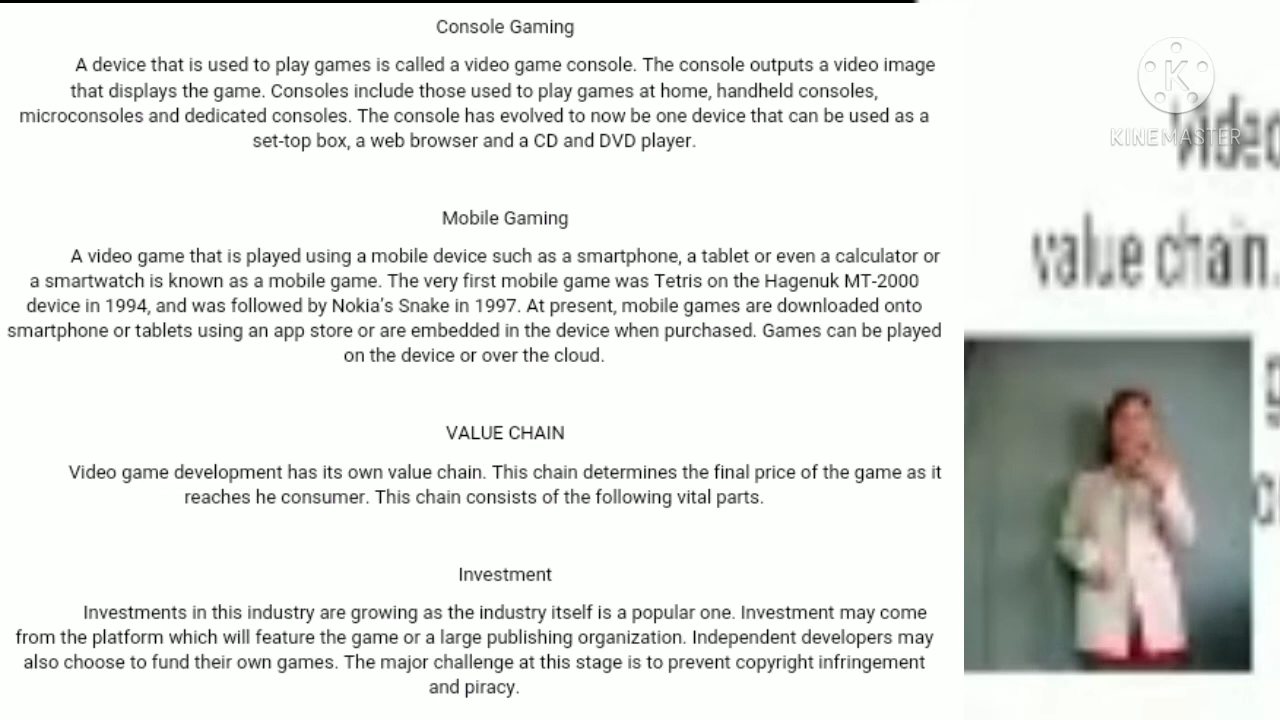 Console Gaming
A device that is used to play games is called a video game console. The console outputs a video image
that displays the game. Consoles include those used to play games at home, handheld consoles,
microconsoles and dedicated consoles. The console has evolved to now be one device that can be used as a
set-top box, a web browser and a CD and DVD player.
Mobile Gaming
A video game that is played using a mobile device such as a smartphone, a tablet or even a calculator or
a smartwatch is known as a mobile game. The very first mobile game was Tetris on the Hagenuk MT-2000
device in 1994, and was followed by Nokia's Snake in 1997. At present, mobile games are downloaded onto
smartphone or tablets using an app store or are embedded in the device when purchased. Games can be played
on the device or over the cloud.
VALUE CHAIN
Video game development has its own value chain. This chain determines the final price of the game as it
reaches he consumer. This chain consists of the following vital parts.
Investment
Investments in this industry are growing as the industry itself is a popular one. Investment may come
from the platform which will feature the game or a large publishing organization. Independent developers may
also choose to fund their own games. The major challenge at this stage is to prevent copyright infringement
and piracy.
K
KINEMASTER
Video
value chain.